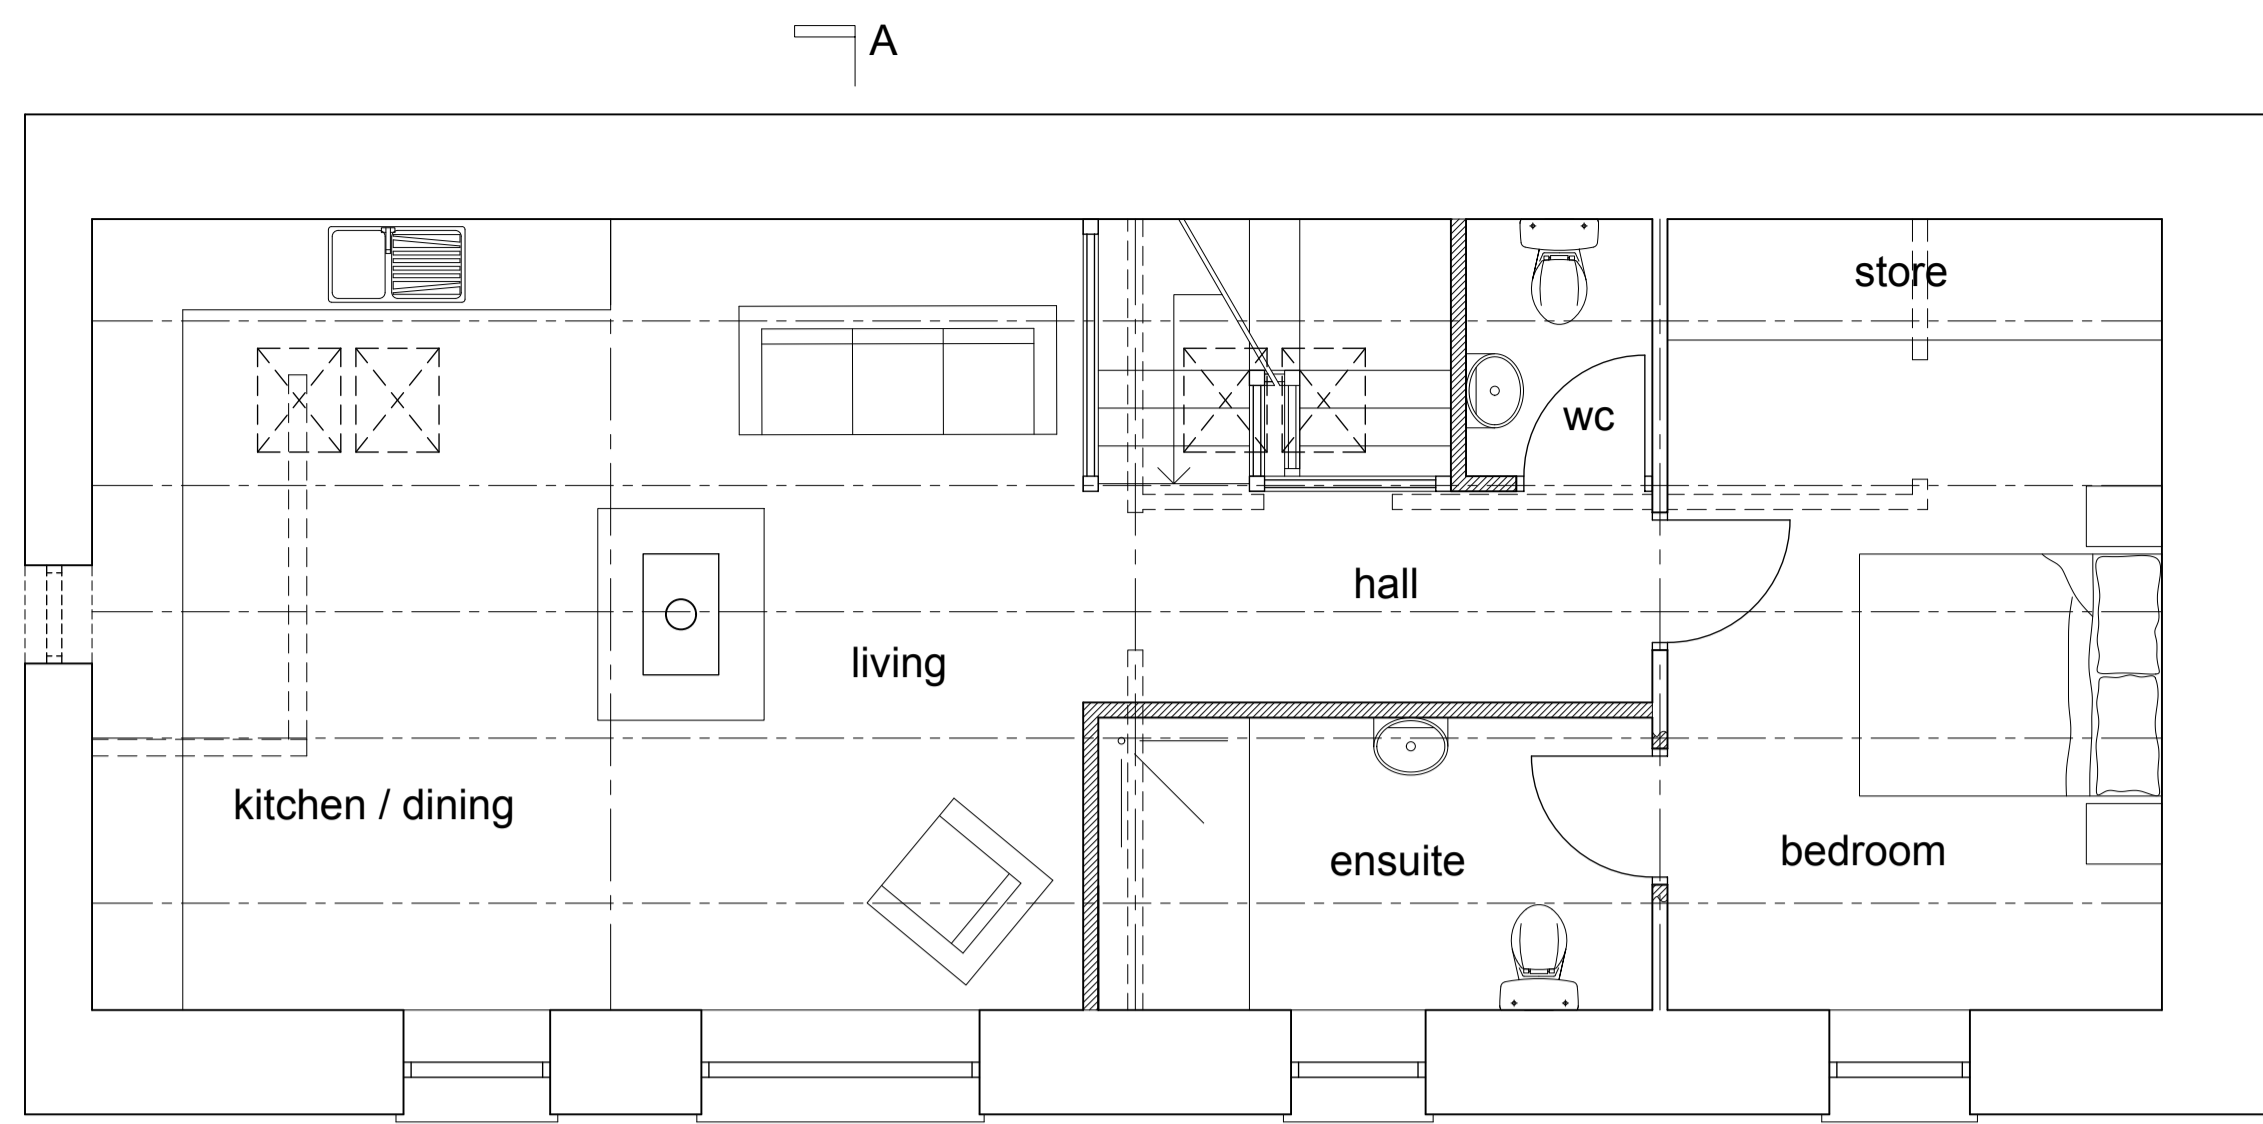 A
store
wc
hall
living
kitchen / dining
ensuite
bedroom